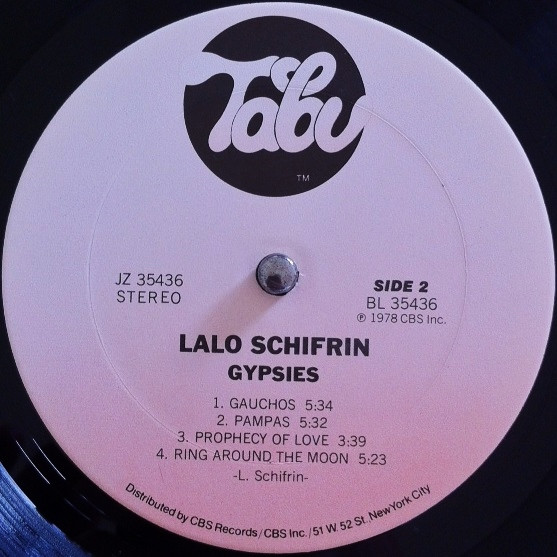 Tabu
TM
JZ 35436
STEREO
SIDE 2
BL 35436
℗ 1978 CBS Inc.
LALO SCHIFRIN
GYPSIES
1. GAUCHOS 5:34
2. PAMPAS 5:32
3. PROPHECY OF LOVE 3:39
4. RING AROUND THE MOON 5:23
-L. Schifrin-
Distributed by CBS Records/CBS Inc./51 W. 52 St., New York City